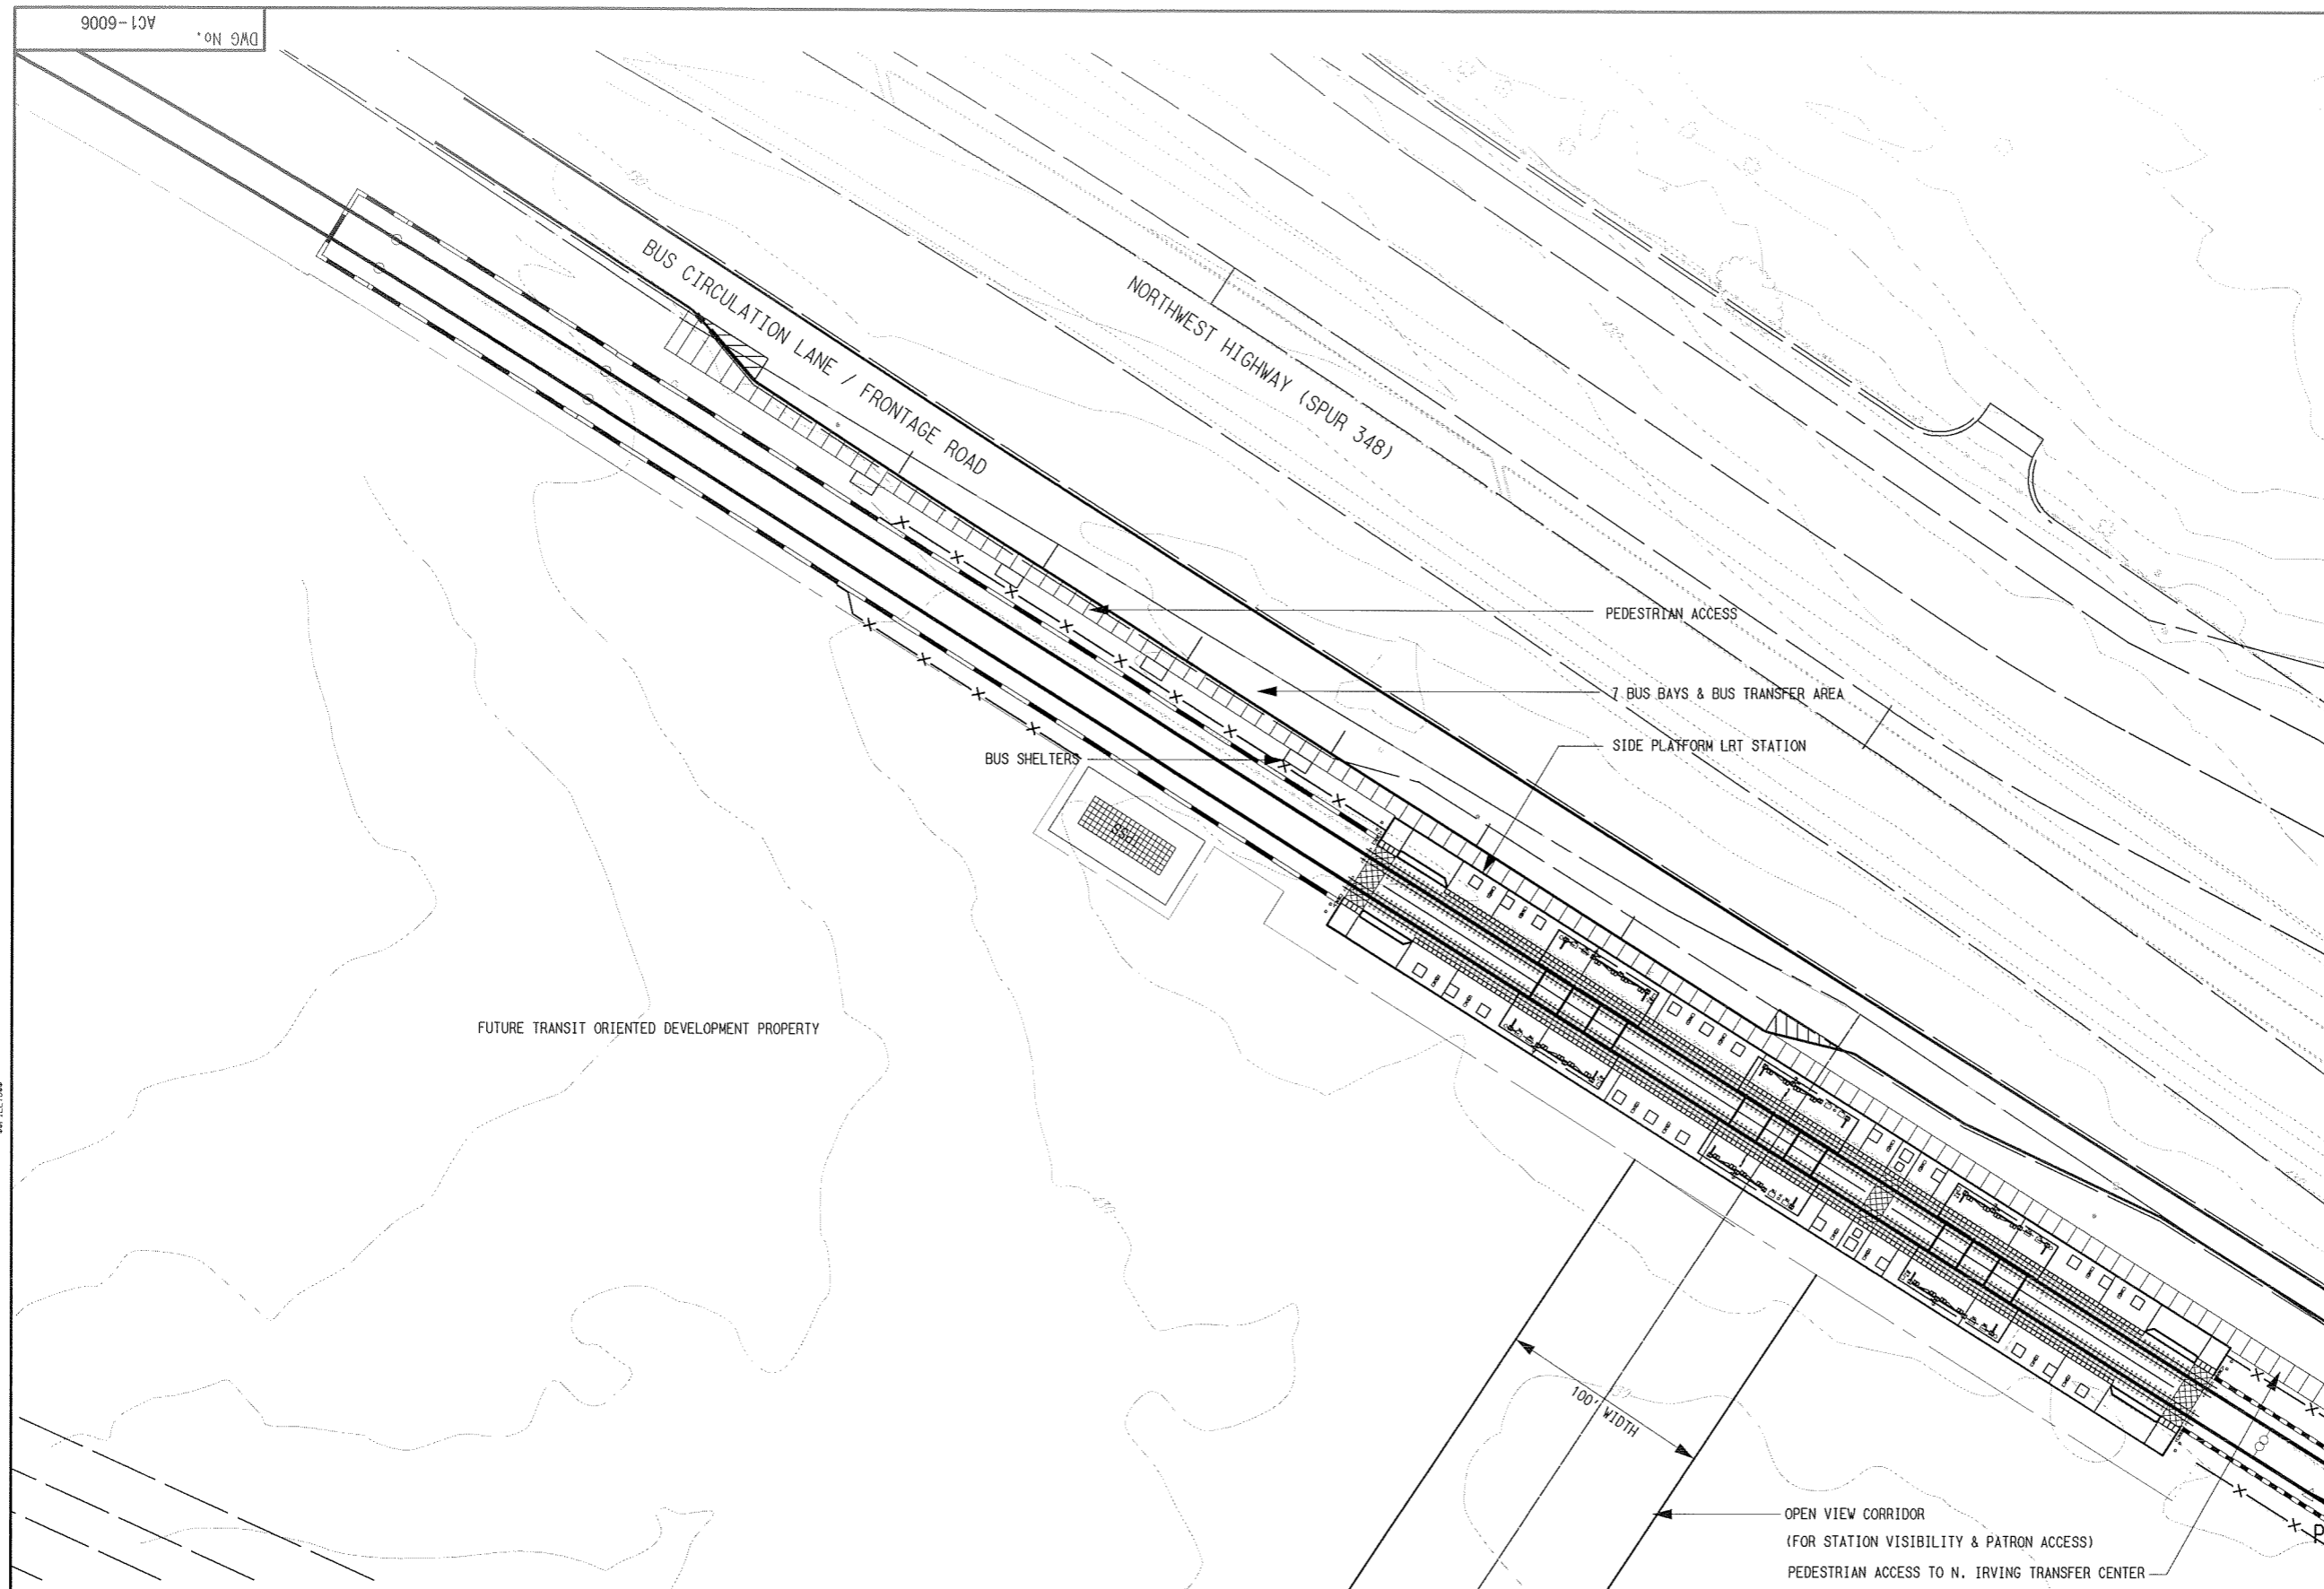 DWG No. AC1-6006
BUS CIRCULATION LANE / FRONTAGE ROAD
NORTHWEST HIGHWAY (SPUR 348)
PEDESTRIAN ACCESS
7 BUS BAYS & BUS TRANSFER AREA
SIDE PLATFORM LRT STATION
BUS SHELTERS
TPSS
FUTURE TRANSIT ORIENTED DEVELOPMENT PROPERTY
100' WIDTH
OPEN VIEW CORRIDOR
(FOR STATION VISIBILITY & PATRON ACCESS)
PEDESTRIAN ACCESS TO N. IRVING TRANSFER CENTER
P